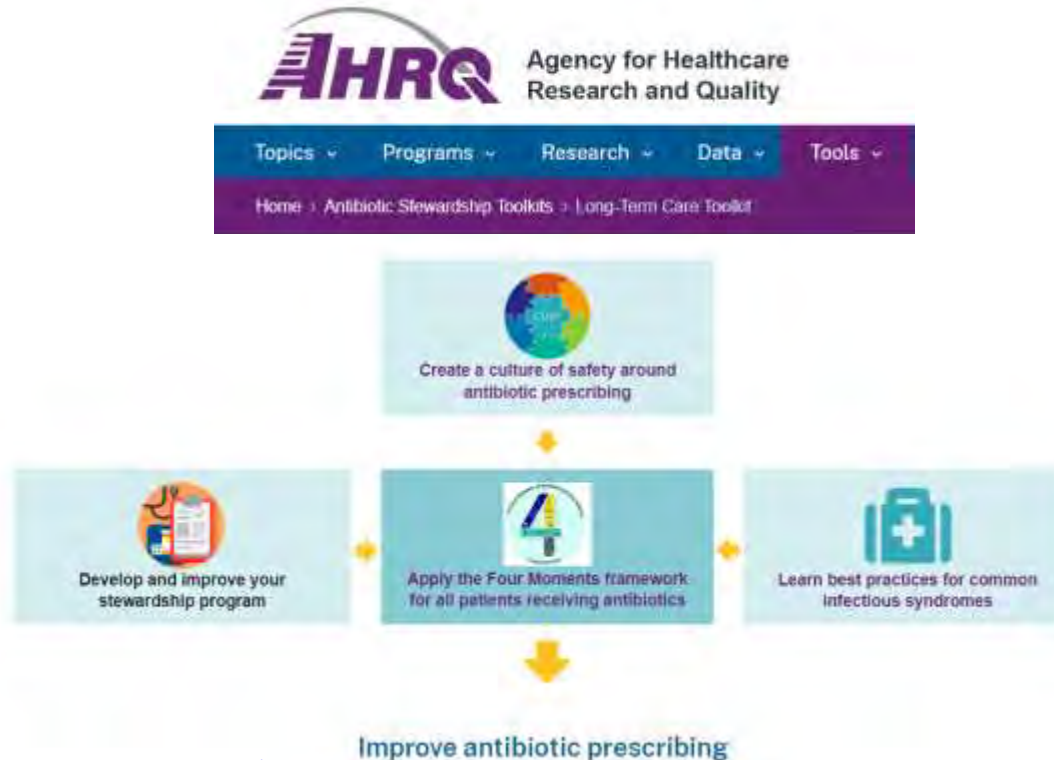 AHRQ
Agency for Healthcare
Research and Quality
Topics
Programs
Research
Data
Tools
Home › Antibiotic Stewardship Toolkits › Long-Term Care Toolkit
Create a culture of safety around
antibiotic prescribing
Develop and improve your
stewardship program
4
Apply the Four Moments framework
for all patients receiving antibiotics
Learn best practices for common
infectious syndromes
Improve antibiotic prescribing